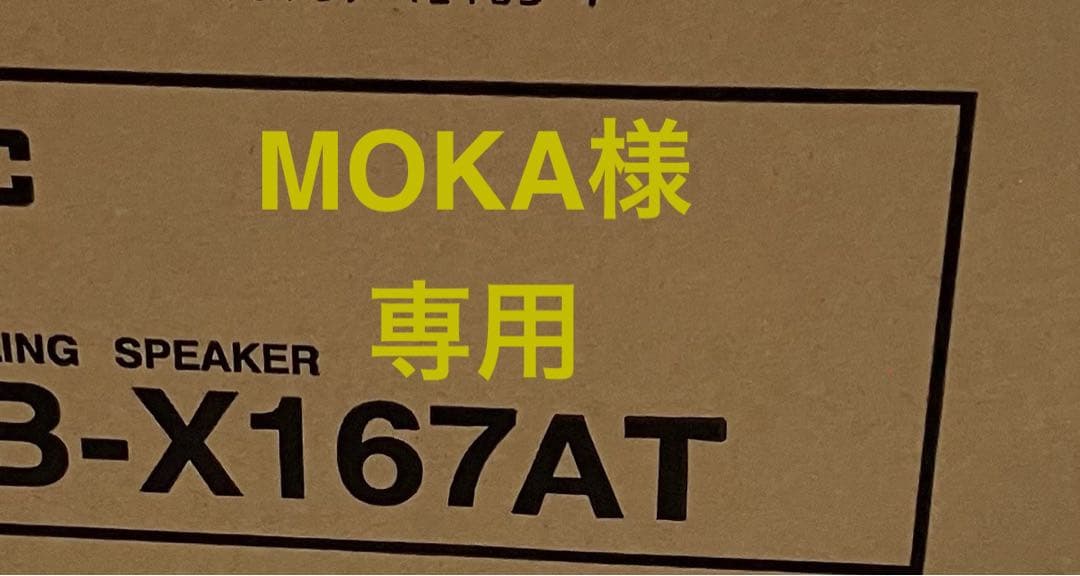 MOKA様
専用
SPEAKER
B-X167AT